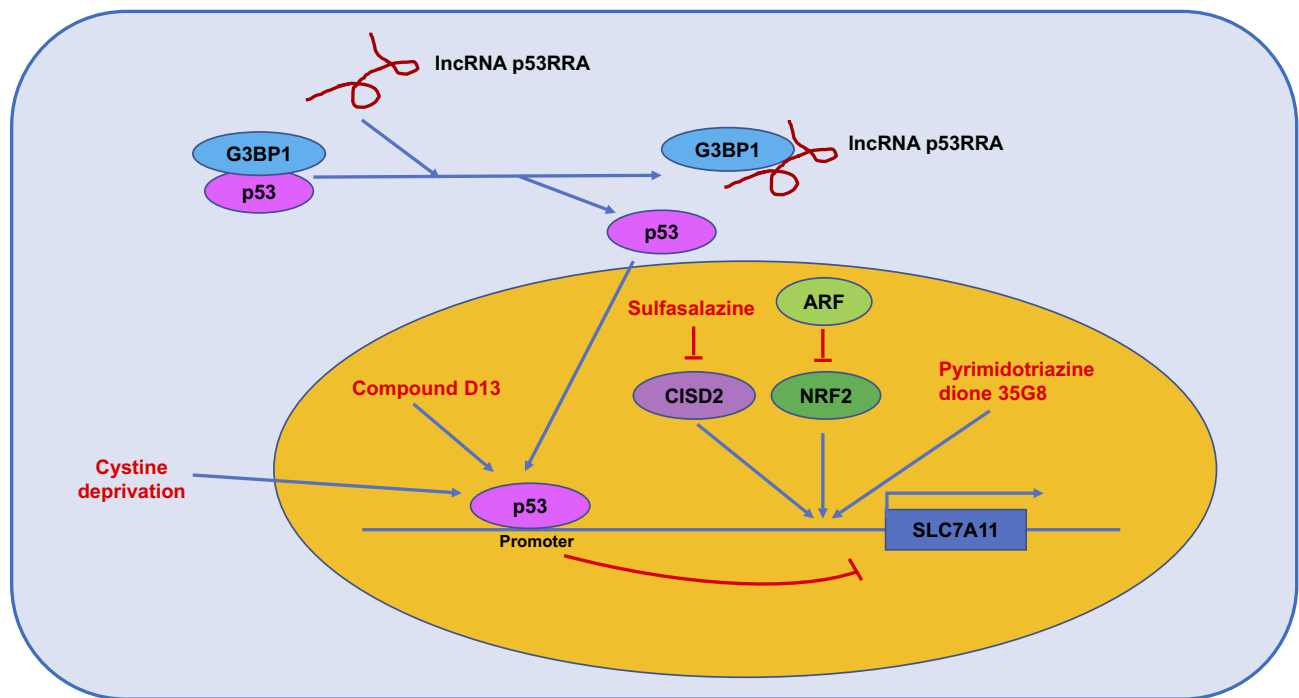 lncRNA p53RRA
G3BP1
p53
G3BP1
lncRNA p53RRA
p53
Sulfasalazine
ARF
Compound D13
CISD2
NRF2
Pyrimidotriazine
dione 35G8
Cystine
deprivation
p53
Promoter
SLC7A11